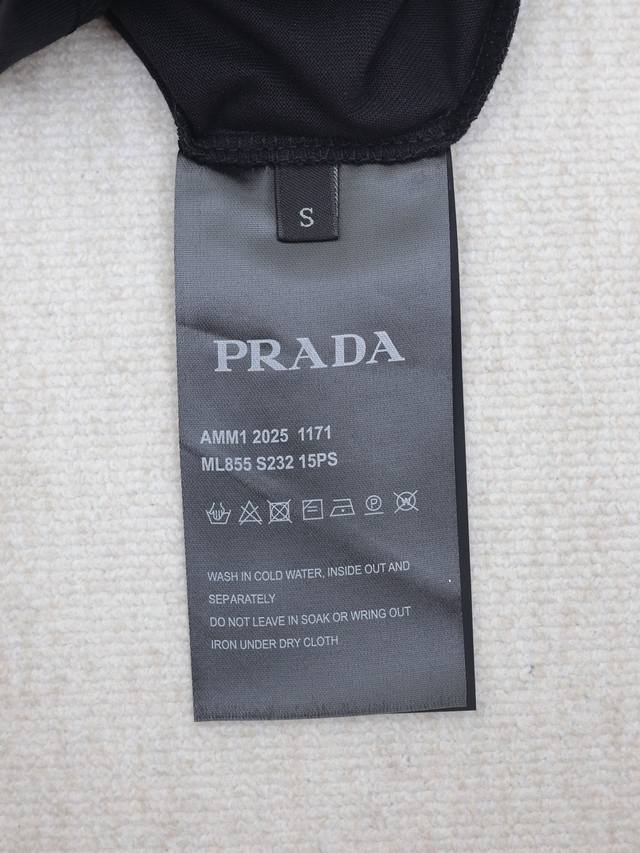 S
PRADA
AMM1 2025 1171
ML855 S232 15PS
WASH IN COLD WATER, INSIDE OUT AND
SEPARATELY
DO NOT LEAVE IN SOAK OR WRING OUT
IRON UNDER DRY CLOTH